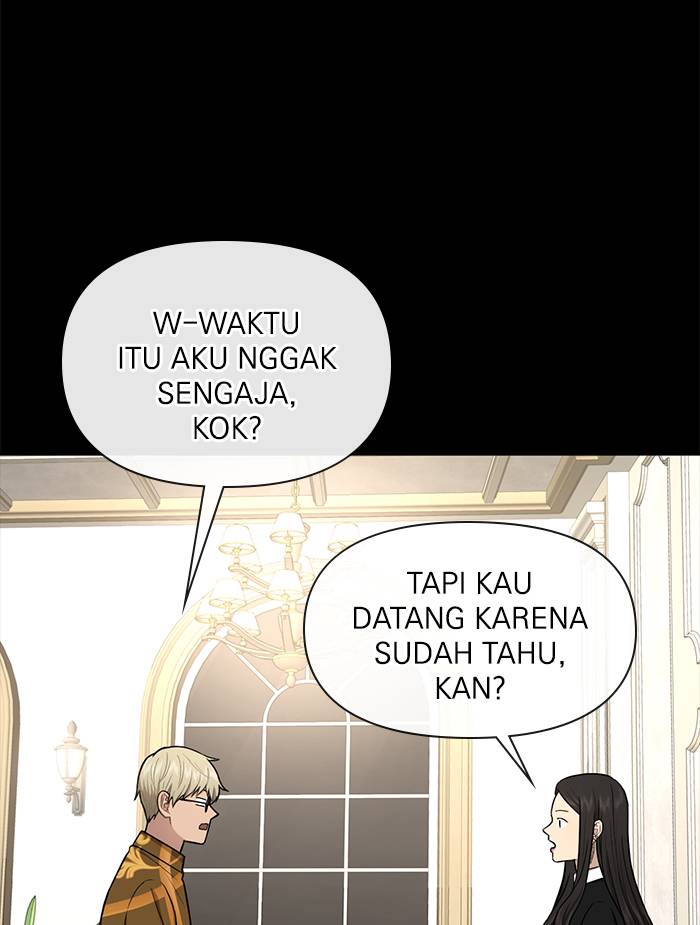 W-WAKTU
ITU AKU NGGAK
SENGAJA,
KOK?
TAPI KAU
DATANG KARENA
SUDAH TAHU,
KAN?